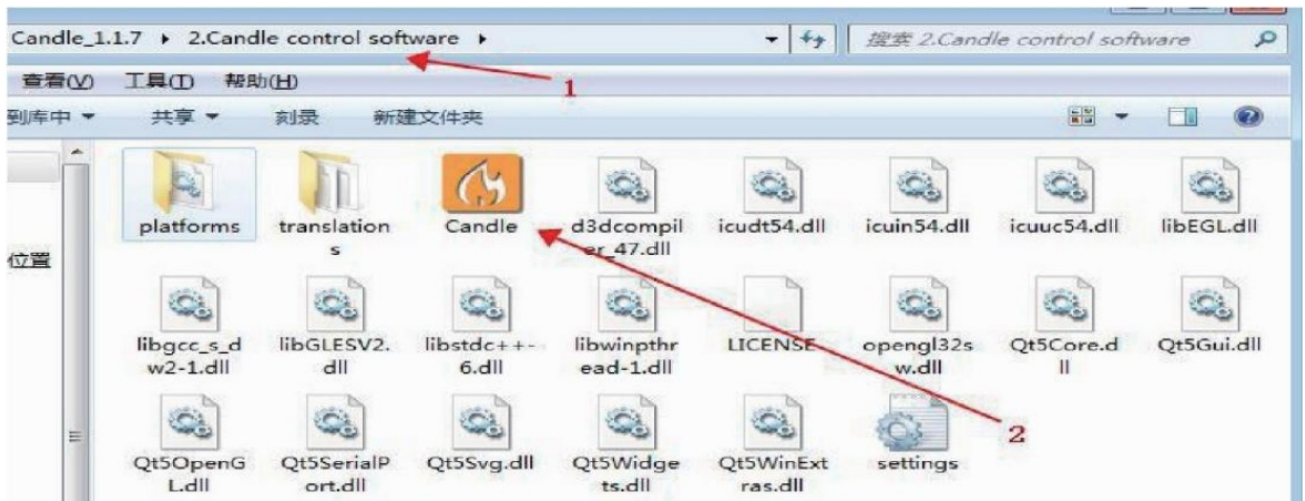 Candle_1.1.7 ▸ 2.Candle control software ▸
搜索 2.Candle control software
1
查看(V) 工具(T) 帮助(H)
到库中 共享 刻录 新建文件夹
platforms
translation
s
Candle
d3dcompil
er_47.dll
icudt54.dll
icuin54.dll
icuuc54.dll
libEGL.dll
位置
libgcc_s_d
w2-1.dll
libGLESV2.
dll
libstdc++-
6.dll
libwinpthr
ead-1.dll
LICENSE
opengl32s
w.dll
Qt5Core.d
ll
Qt5Gui.dll
2
Qt5OpenG
L.dll
Qt5SerialP
ort.dll
Qt5Svg.dll
Qt5Widge
ts.dll
Qt5WinExt
ras.dll
settings